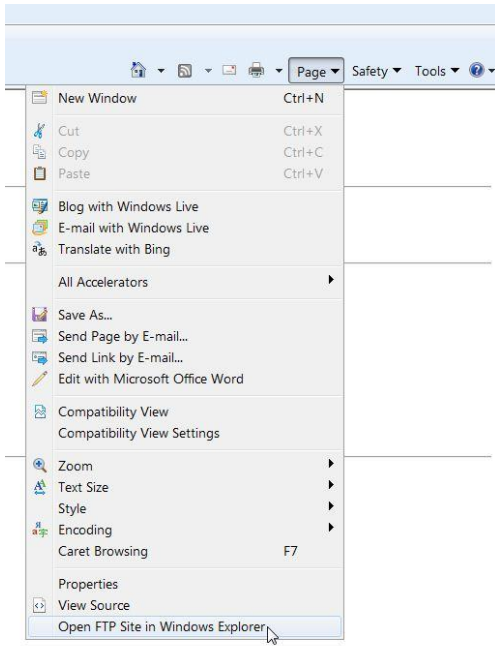 Page Safety Tools
New Window Ctrl+N
Cut Ctrl+X
Copy Ctrl+C
Paste Ctrl+V
Blog with Windows Live
E-mail with Windows Live
Translate with Bing
All Accelerators
Save As...
Send Page by E-mail...
Send Link by E-mail...
Edit with Microsoft Office Word
Compatibility View
Compatibility View Settings
Zoom
Text Size
Style
Encoding
Caret Browsing F7
Properties
View Source
Open FTP Site in Windows Explorer